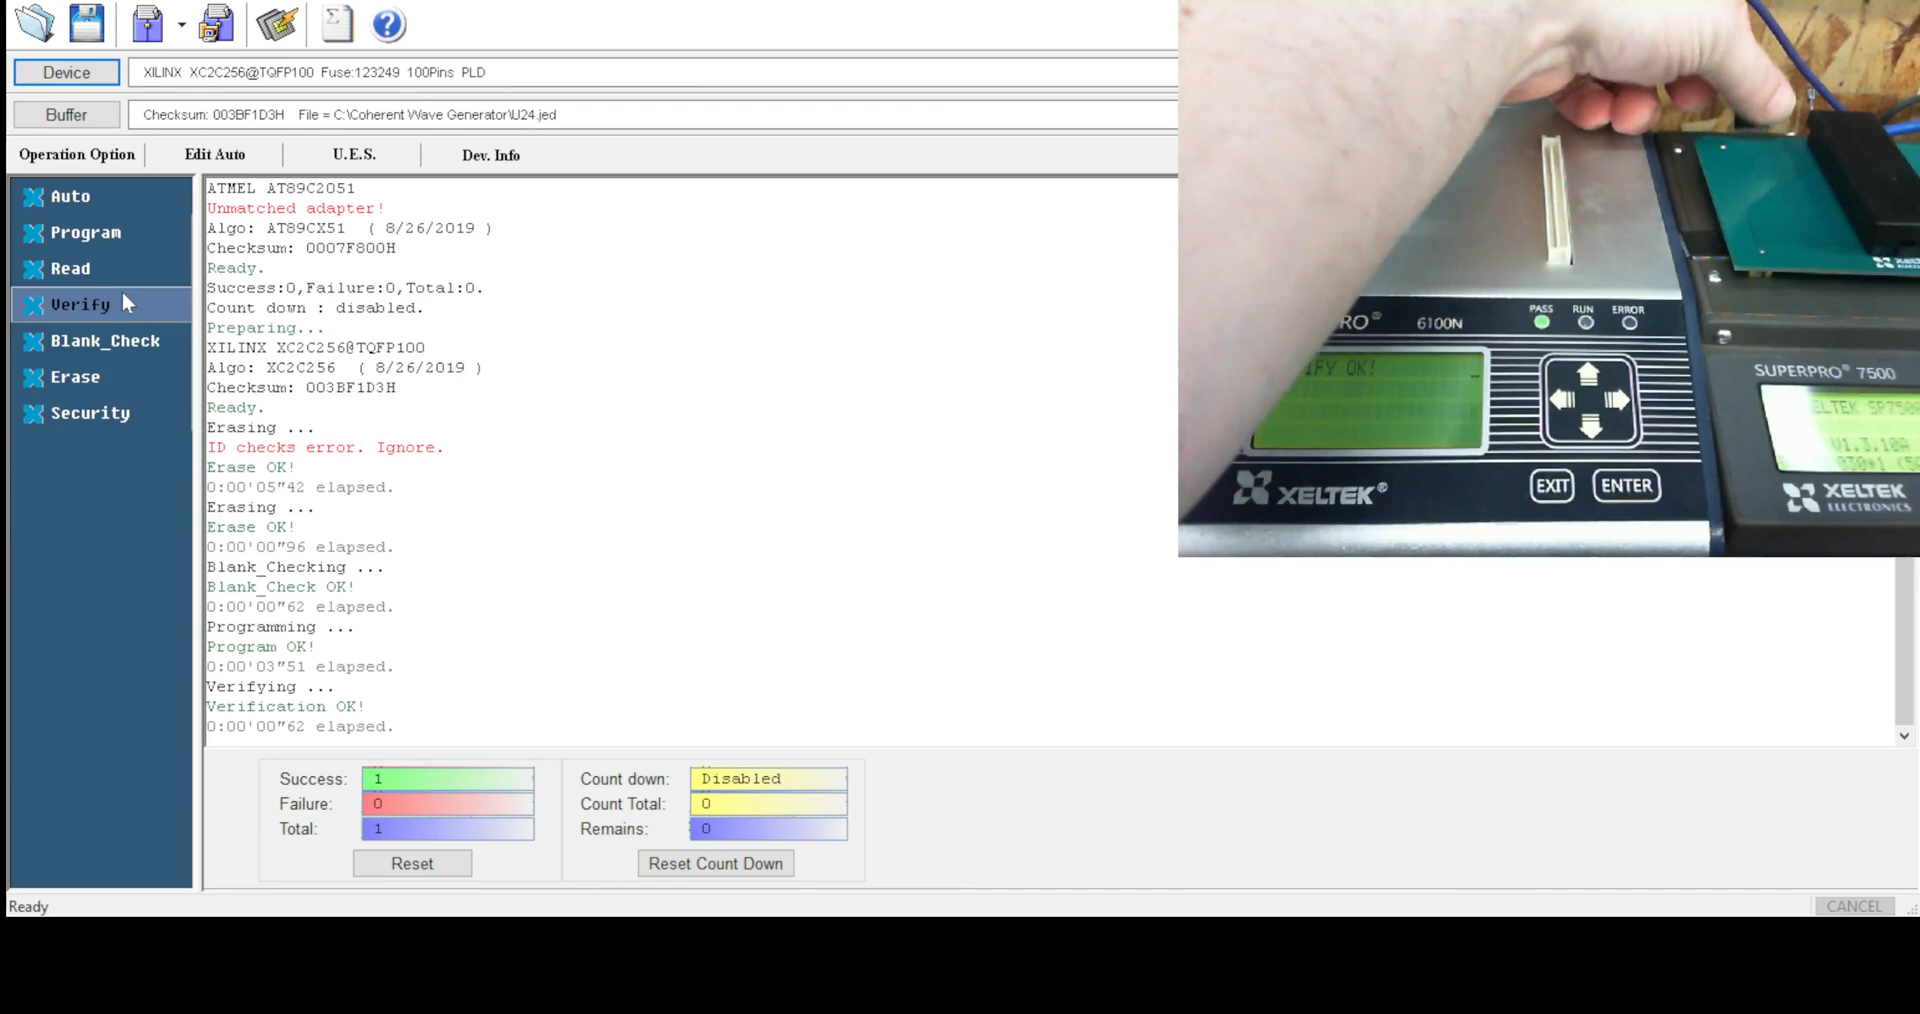 Device
XILINX XC2C256@TQFP100 Fuse:123249 100Pins PLD
Buffer
Checksum: 003BF1D3H File = C:\Coherent Wave Generator\U24.jed
Operation Option
Edit Auto
U.E.S.
Dev. Info
Auto
Program
Read
Verify
Blank_Check
Erase
Security
ATMEL AT89C2051
Unmatched adapter!
Algo: AT89CX51 ( 8/26/2019 )
Checksum: 0007F800H
Ready.
Success:0,Failure:0,Total:0.
Count down : disabled.
Preparing...
XILINX XC2C256@TQFP100
Algo: XC2C256 ( 8/26/2019 )
Checksum: 003BF1D3H
Ready.
Erasing ...
ID checks error. Ignore.
Erase OK!
0:00'05"42 elapsed.
Erasing ...
Erase OK!
0:00'00"96 elapsed.
Blank_Checking ...
Blank_Check OK!
0:00'00"62 elapsed.
Programming ...
Program OK!
0:00'03"51 elapsed.
Verifying ...
Verification OK!
0:00'00"62 elapsed.
Success: 1
Failure: 0
Total: 1
Reset
Count down: Disabled
Count Total: 0
Remains: 0
Reset Count Down
Ready
CANCEL
RO® 6100N
PASS RUN ERROR
IFY OK!
XELTEK®
EXIT
ENTER
SUPERPRO® 7500
ELTEK SP7500
V1.3.10A
XELTEK
ELECTRONICS